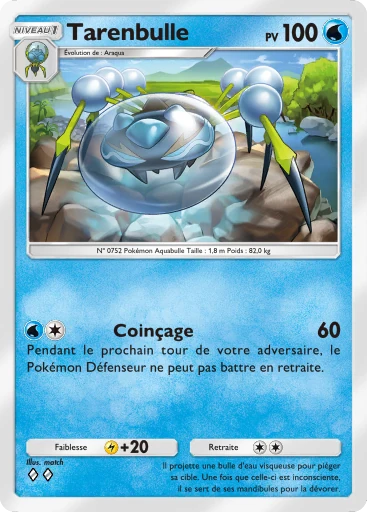 NIVEAU 1 Tarenbulle PV 100
Évolution de : Araqua
N° 0752 Pokémon Aquabulle Taille : 1,8 m Poids : 82,0 kg
Coinçage 60
Pendant le prochain tour de votre adversaire, le
Pokémon Défenseur ne peut pas battre en retraite.
Faiblesse +20 Retraite
Illus. match
Il projette une bulle d'eau visqueuse pour piéger
sa cible. Une fois que celle-ci est inconsciente,
il se sert de ses mandibules pour la dévorer.